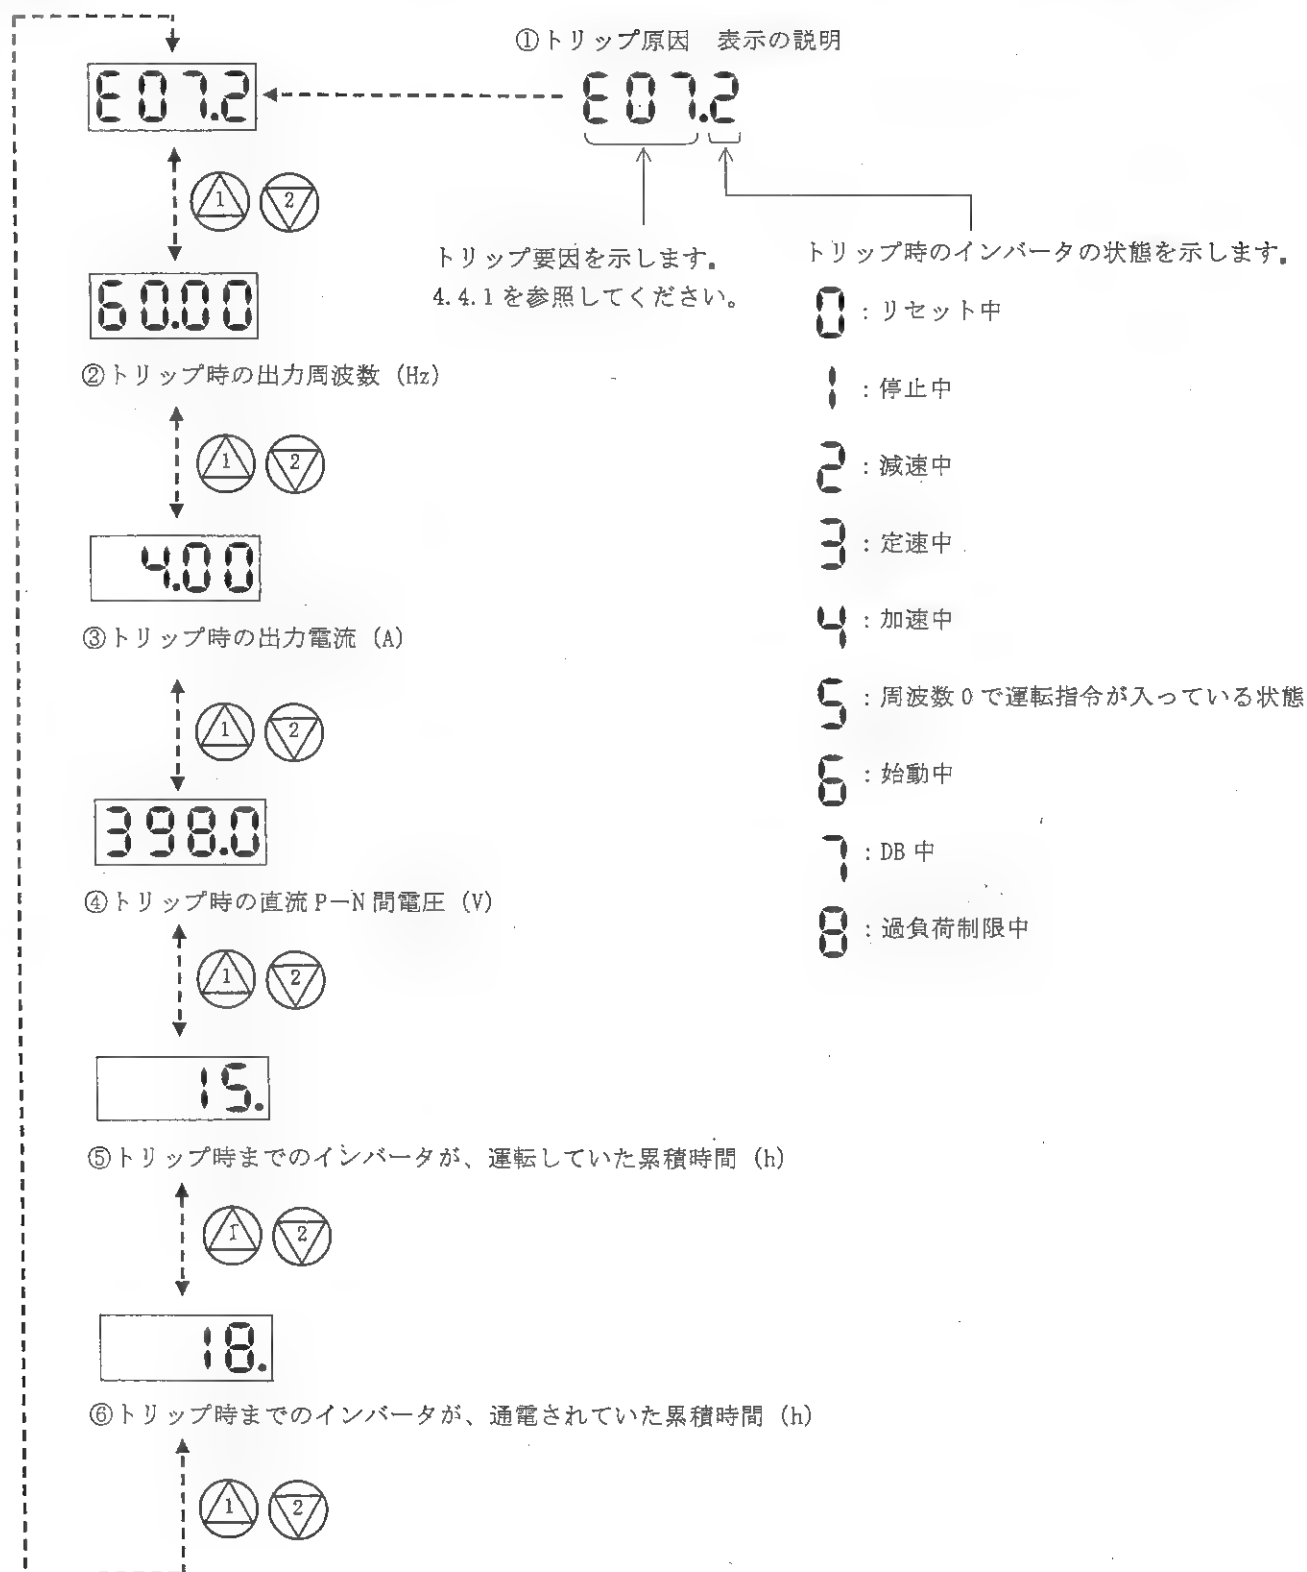 ①トリップ原因 表示の説明
E07.2
E07.2
1 2
トリップ要因を示します。
4.4.1を参照してください。
トリップ時のインバータの状態を示します。
0:リセット中
1:停止中
2:減速中
3:定速中
4:加速中
5:周波数0で運転指令が入っている状態
6:始動中
7:DB中
8:過負荷制限中
60.00
②トリップ時の出力周波数(Hz)
1 2
4.00
③トリップ時の出力電流(A)
1 2
398.0
④トリップ時の直流P−N間電圧(V)
1 2
15.
⑤トリップ時までのインバータが、運転していた累積時間(h)
1 2
18.
⑥トリップ時までのインバータが、通電されていた累積時間(h)
1 2